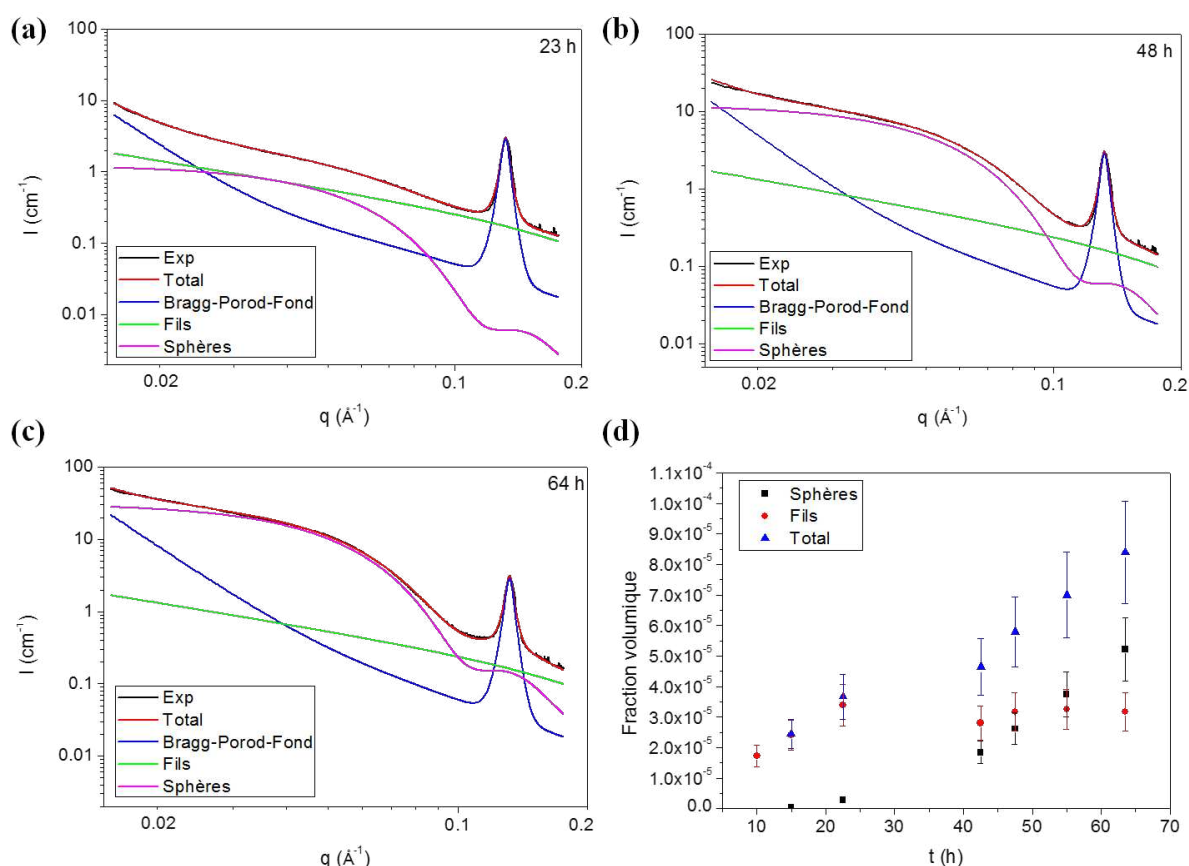 (a)
23 h
100
10
1
0.1
0.01
I (cm⁻¹)
Exp
Total
Bragg-Porod-Fond
Fils
Sphères
0.02
0.1
0.2
q (Å⁻¹)
(b)
48 h
100
10
1
0.1
0.01
I (cm⁻¹)
Exp
Total
Bragg-Porod-Fond
Fils
Sphères
0.02
0.1
0.2
q (Å⁻¹)
(c)
64 h
100
10
1
0.1
0.01
I (cm⁻¹)
Exp
Total
Bragg-Porod-Fond
Fils
Sphères
0.02
0.1
0.2
q (Å⁻¹)
(d)
1.1x10⁻⁴
1.0x10⁻⁴
9.0x10⁻⁵
8.0x10⁻⁵
7.0x10⁻⁵
6.0x10⁻⁵
5.0x10⁻⁵
4.0x10⁻⁵
3.0x10⁻⁵
2.0x10⁻⁵
1.0x10⁻⁵
0.0
Fraction volumique
Sphères
Fils
Total
10 20 30 40 50 60 70
t (h)